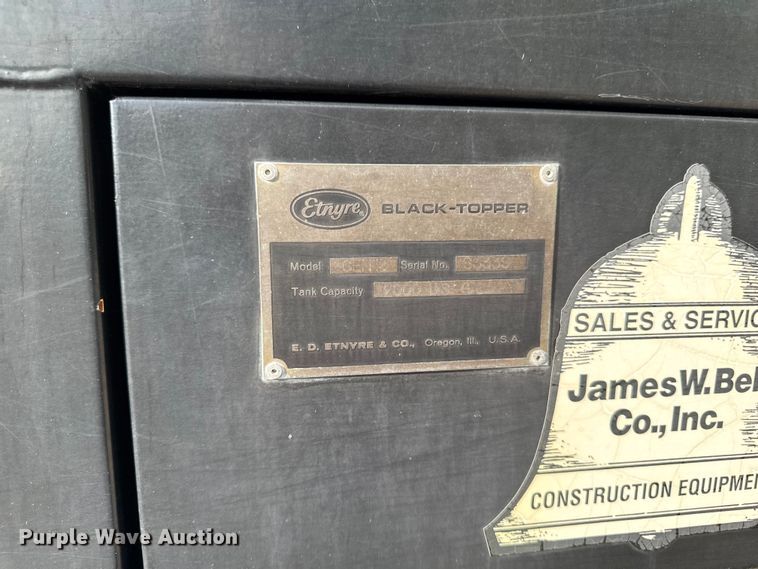 Etnyre BLACK-TOPPER
Model Serial No.
Tank Capacity
E. D. ETNYRE & CO., Oregon, Ill., U.S.A.
SALES & SERVIC
James W. Bel
Co., Inc.
CONSTRUCTION EQUIPMEN
Purple Wave Auction